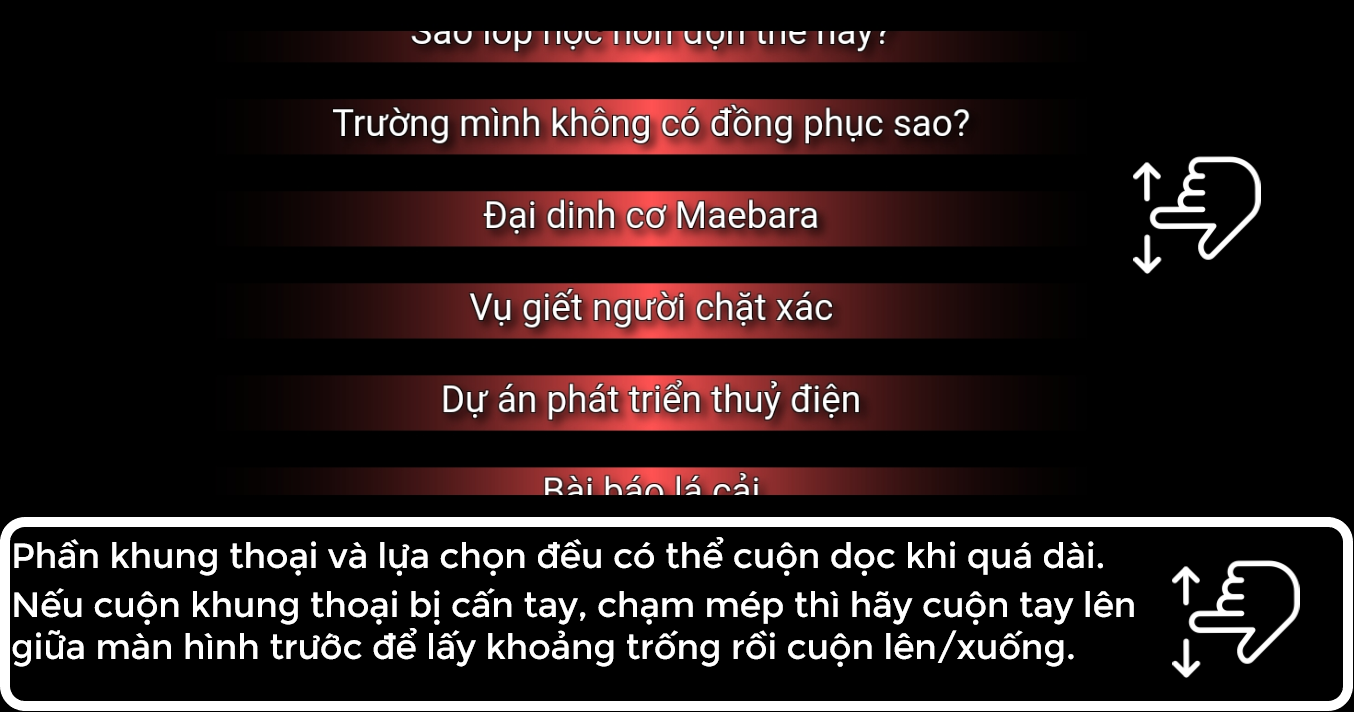 Sao lớp học hỗn độn thế này?
Trường mình không có đồng phục sao?
Đại dinh cơ Maebara
Vụ giết người chặt xác
Dự án phát triển thuỷ điện
Bài báo lá cải
Phần khung thoại và lựa chọn đều có thể cuộn dọc khi quá dài.
Nếu cuộn khung thoại bị cấn tay, chạm mép thì hãy cuộn tay lên
giữa màn hình trước để lấy khoảng trống rồi cuộn lên/xuống.